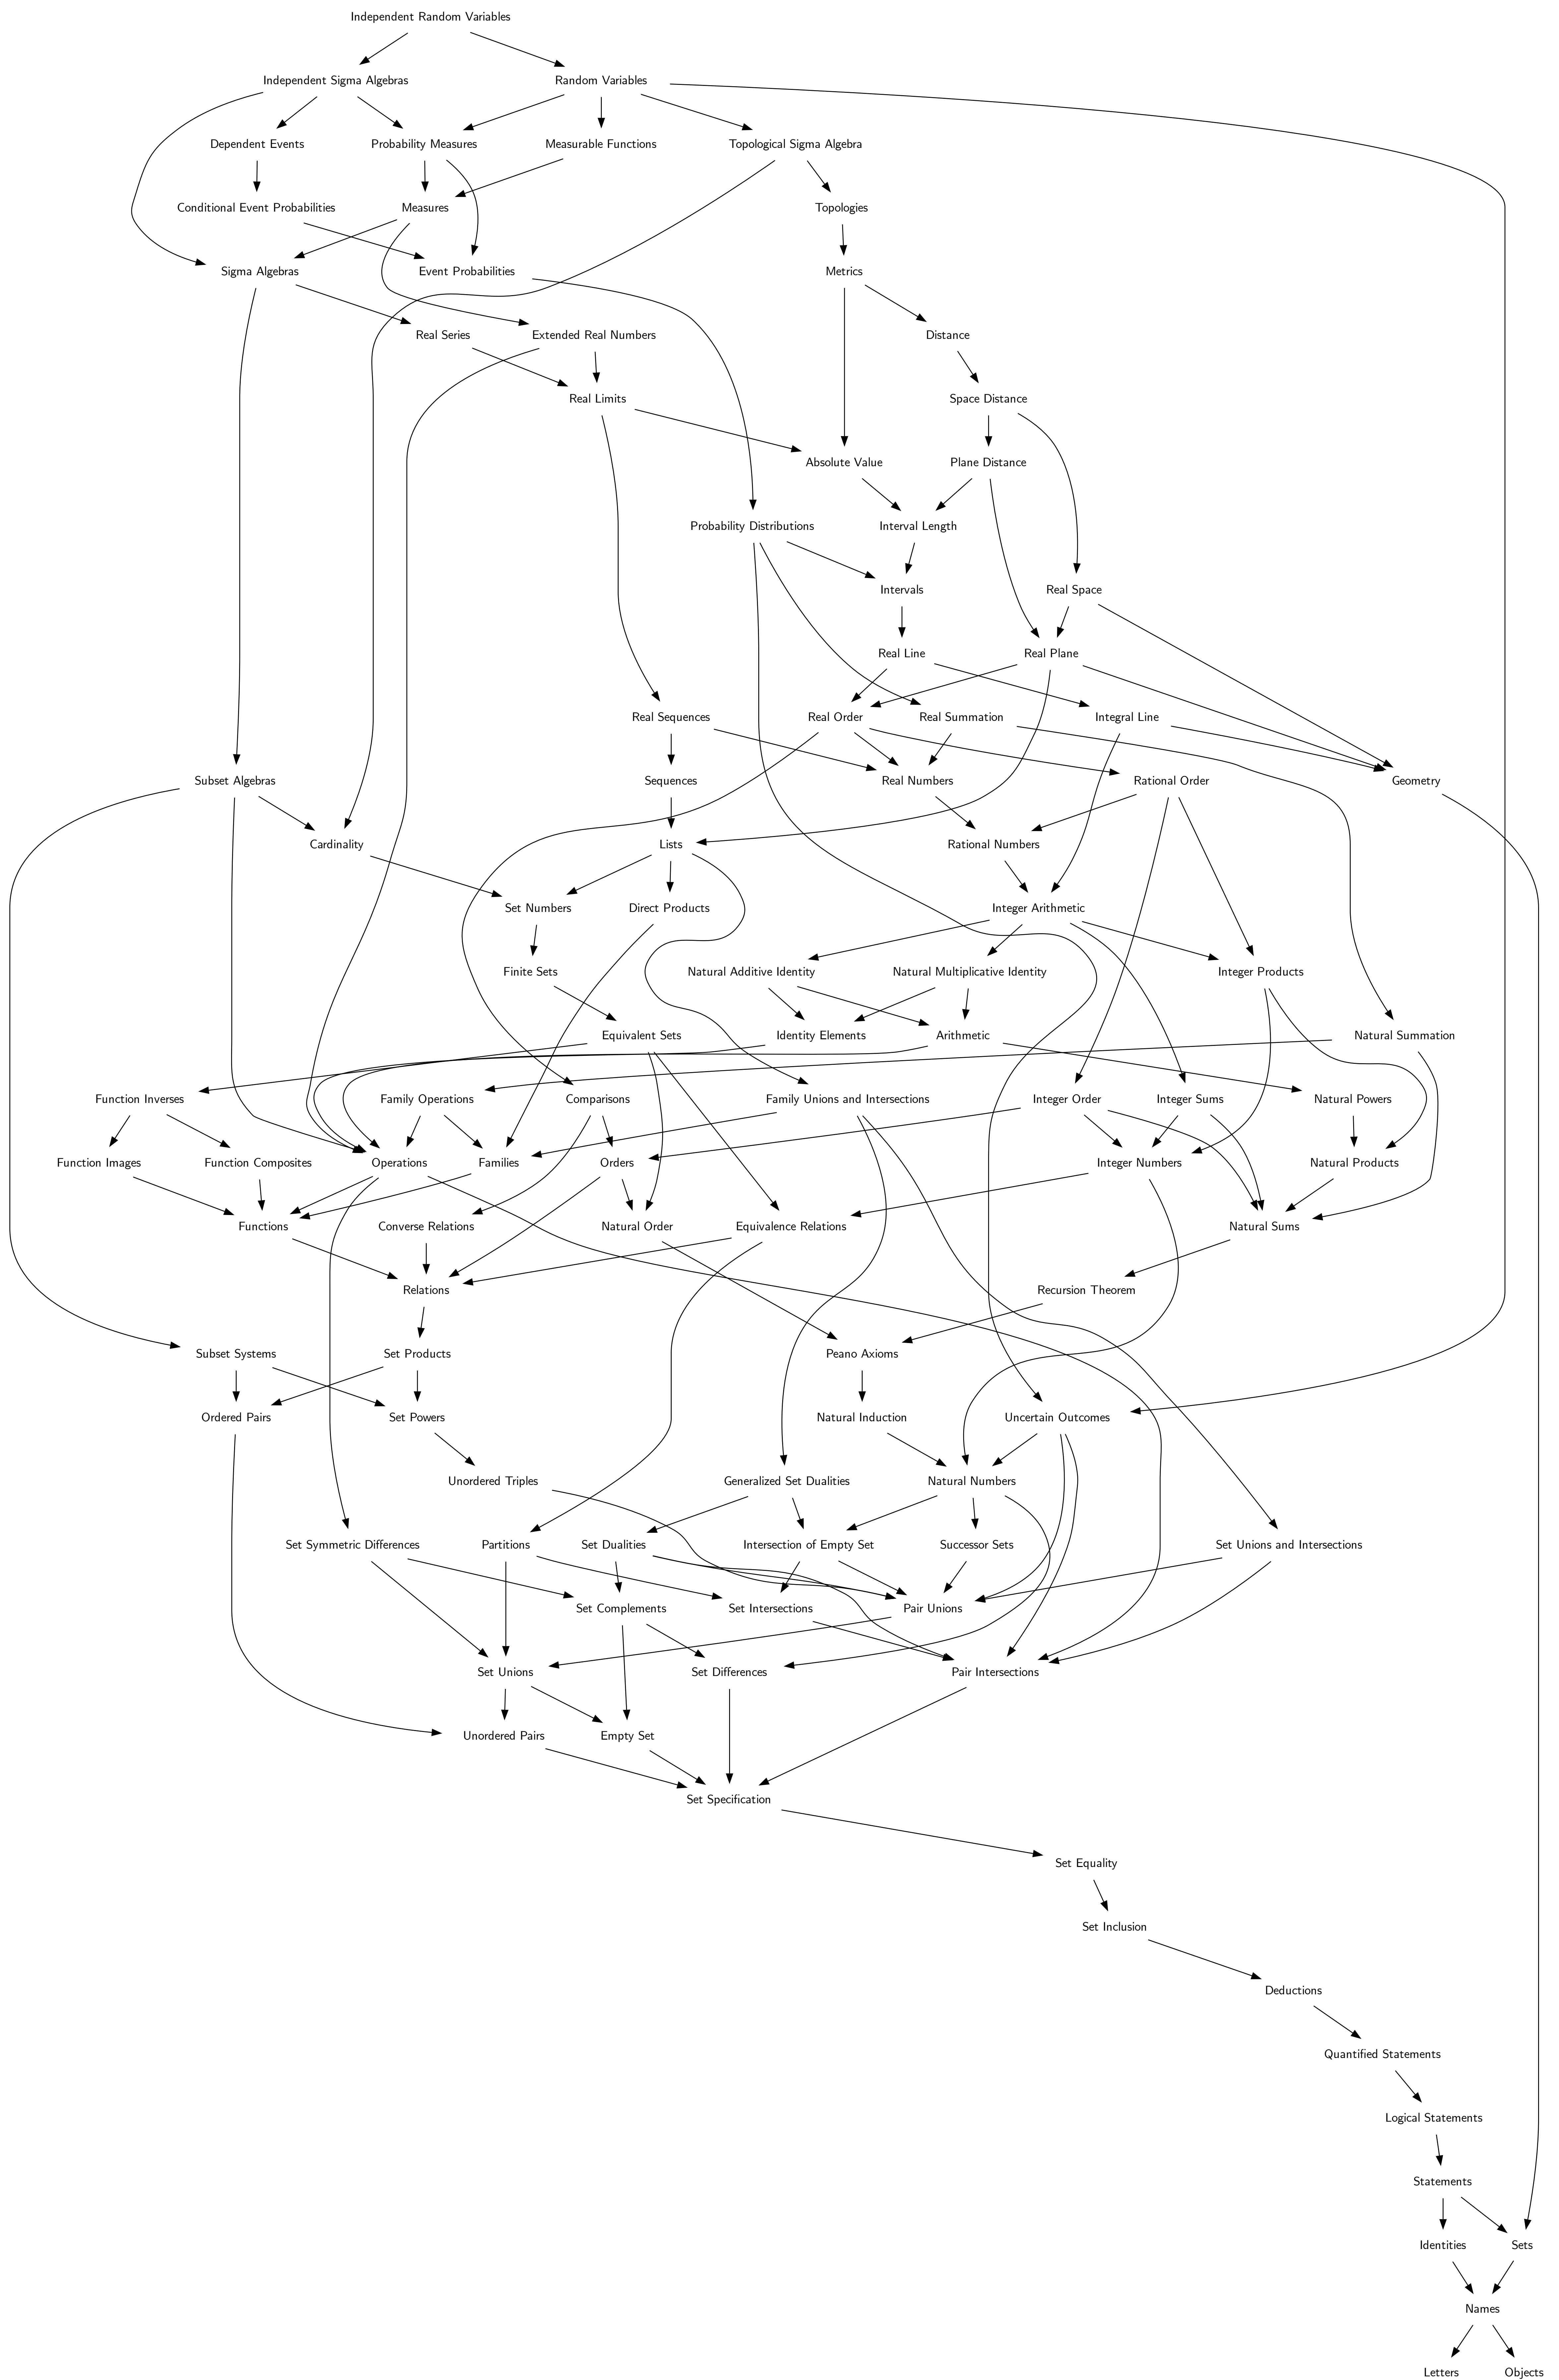 Independent Random Variables
Independent Sigma Algebras
Random Variables
Dependent Events
Probability Measures
Measurable Functions
Topological Sigma Algebra
Conditional Event Probabilities
Measures
Topologies
Sigma Algebras
Event Probabilities
Metrics
Real Series
Extended Real Numbers
Distance
Real Limits
Space Distance
Absolute Value
Plane Distance
Probability Distributions
Interval Length
Intervals
Real Space
Real Line
Real Plane
Real Sequences
Real Order
Real Summation
Integral Line
Subset Algebras
Sequences
Real Numbers
Rational Order
Geometry
Cardinality
Lists
Rational Numbers
Set Numbers
Direct Products
Integer Arithmetic
Finite Sets
Natural Additive Identity
Natural Multiplicative Identity
Integer Products
Equivalent Sets
Identity Elements
Arithmetic
Natural Summation
Function Inverses
Family Operations
Comparisons
Family Unions and Intersections
Integer Order
Integer Sums
Natural Powers
Function Images
Function Composites
Operations
Families
Orders
Integer Numbers
Natural Products
Functions
Converse Relations
Natural Order
Equivalence Relations
Natural Sums
Relations
Recursion Theorem
Subset Systems
Set Products
Peano Axioms
Ordered Pairs
Set Powers
Natural Induction
Uncertain Outcomes
Unordered Triples
Generalized Set Dualities
Natural Numbers
Set Symmetric Differences
Partitions
Set Dualities
Intersection of Empty Set
Successor Sets
Set Unions and Intersections
Set Complements
Set Intersections
Pair Unions
Set Unions
Set Differences
Pair Intersections
Unordered Pairs
Empty Set
Set Specification
Set Equality
Set Inclusion
Deductions
Quantified Statements
Logical Statements
Statements
Identities
Sets
Names
Letters
Objects